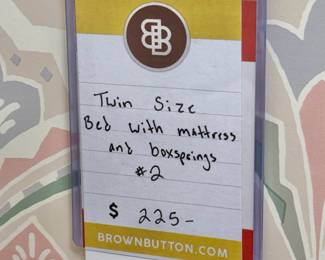 Twin Size
Bed with mattress
and boxsprings
#2
$ 225-
BROWNBUTTON.COM